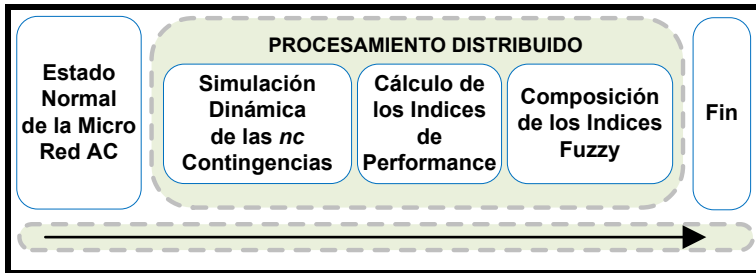 Estado
Normal
de la Micro
Red AC
PROCESAMIENTO DISTRIBUIDO
Simulación
Dinámica
de las nc
Contingencias
Cálculo de
los Indices
de
Performance
Composición
de los Indices
Fuzzy
Fin